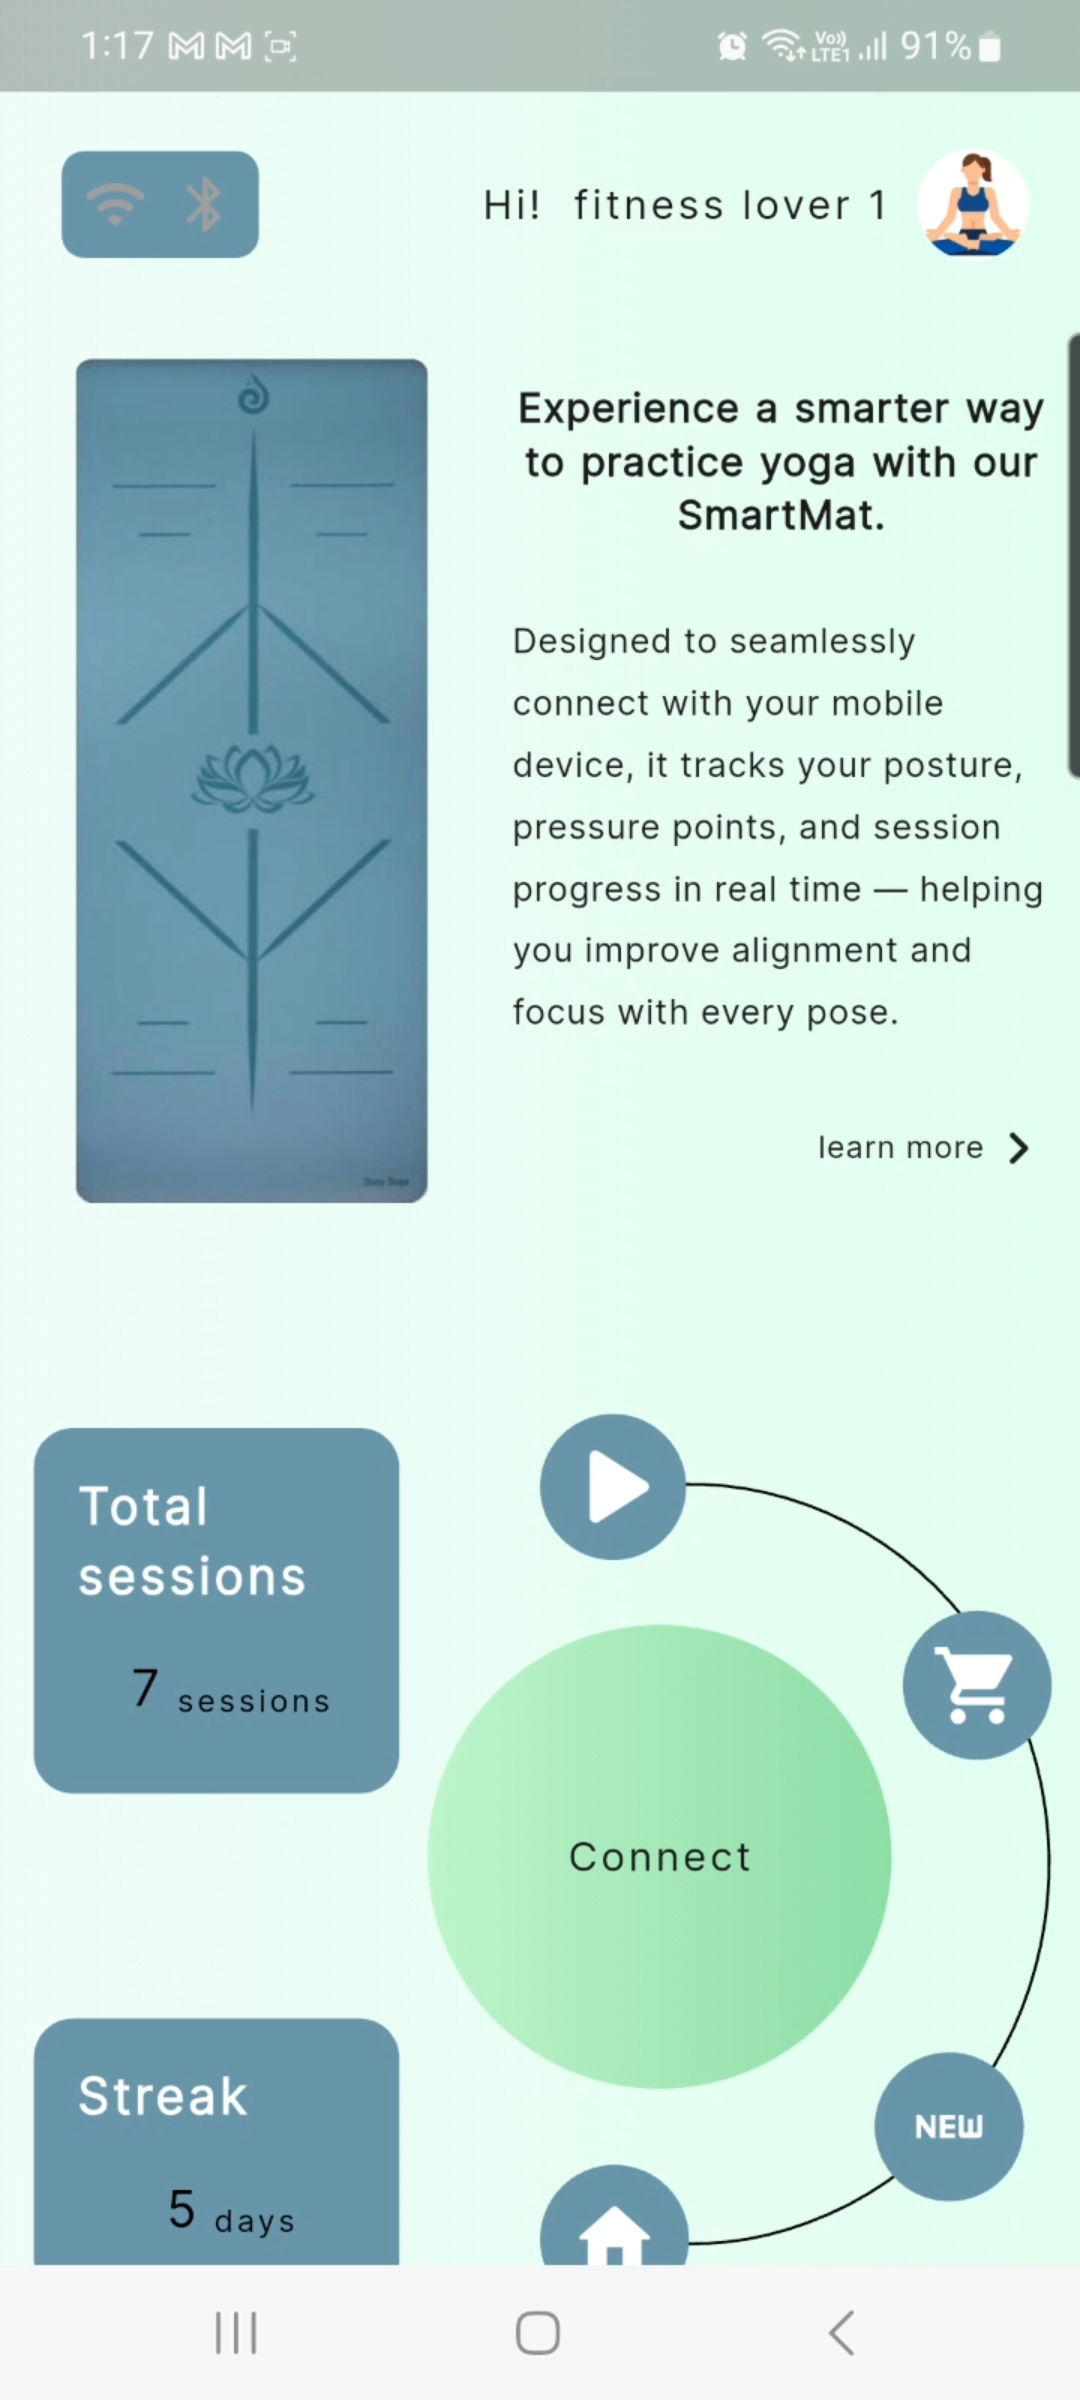 1:17
Vo))
LTE1
91%
Hi!  fitness lover 1
Experience a smarter way
to practice yoga with our
SmartMat.
Designed to seamlessly
connect with your mobile
device, it tracks your posture,
pressure points, and session
progress in real time — helping
you improve alignment and
focus with every pose.
learn more
Total
sessions
7 sessions
Connect
Streak
5 days
NEW